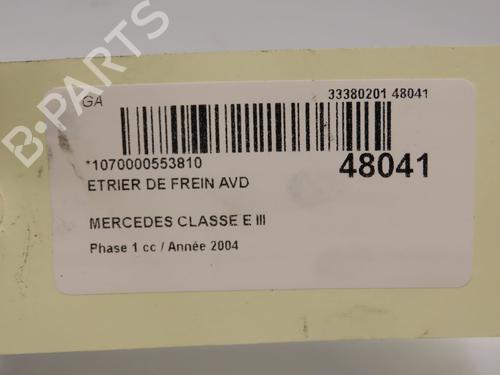 GA
33380201 48041
*1070000553810
48041
ETRIER DE FREIN AVD
MERCEDES CLASSE E III
Phase 1 cc / Année 2004
B-PARTS